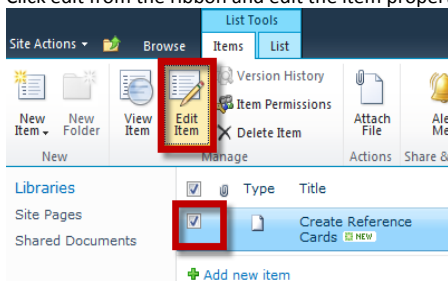 Click edit from the ribbon and edit the item proper
List Tools
Site Actions Browse Items List
Version History
Item Permissions
Delete Item
New Item New Folder View Item Edit Item Attach File
New Manage Actions Share &
Libraries
Site Pages
Shared Documents
Type Title
Create Reference
Cards NEW
Add new item